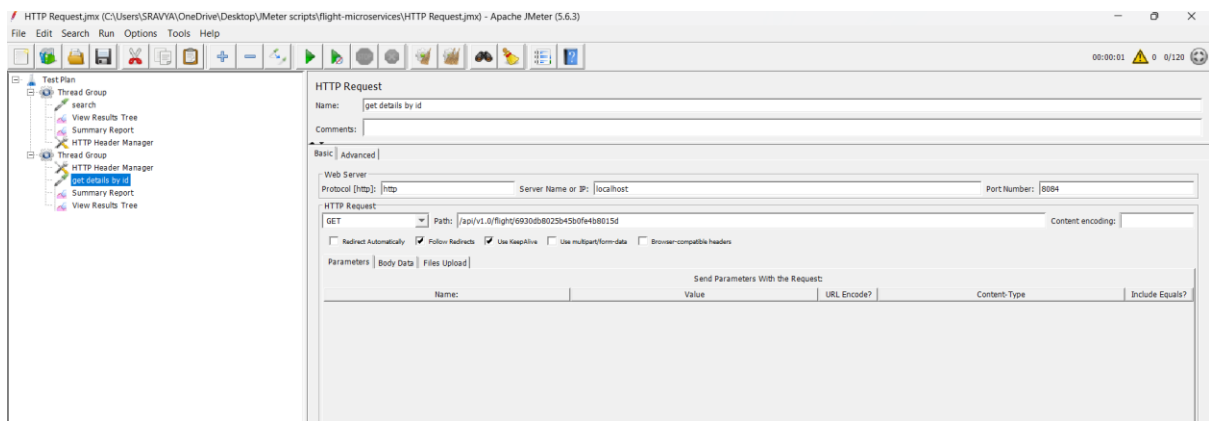 HTTP Request.jmx (C:\Users\SRAVYA\OneDrive\Desktop\JMeter scripts\flight-microservices\HTTP Request.jmx) - Apache JMeter (5.6.3)
File Edit Search Run Options Tools Help
00:00:01 0 0/120
Test Plan
Thread Group
search
View Results Tree
Summary Report
HTTP Header Manager
Thread Group
HTTP Header Manager
get details by id
Summary Report
View Results Tree
HTTP Request
Name: get details by id
Comments:
Basic Advanced
Web Server
Protocol [http]: http Server Name or IP: localhost Port Number: 8084
HTTP Request
GET Path: /api/v1.0/flight/6930db8025b45b0fe4b8015d Content encoding:
Redirect Automatically Follow Redirects Use KeepAlive Use multipart/form-data Browser-compatible headers
Parameters Body Data Files Upload
Send Parameters With the Request:
Name: Value URL Encode? Content-Type Include Equals?